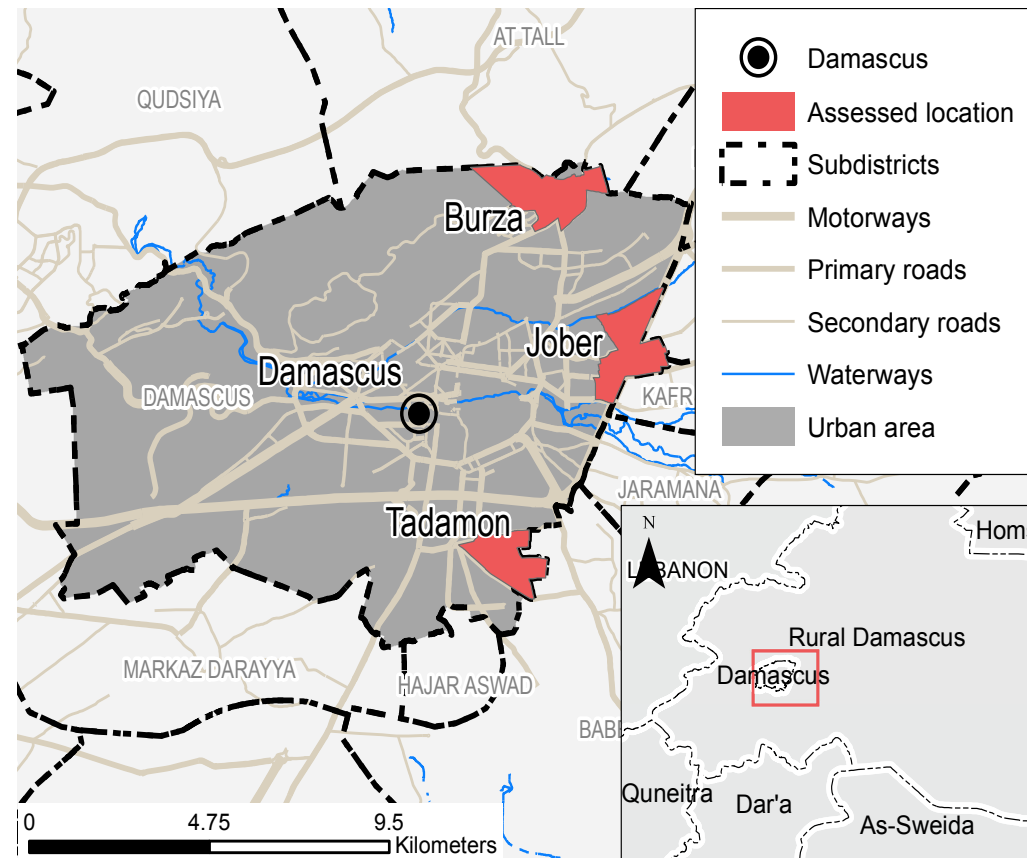 AT TALL
QUDSIYA
Burza
Jober
Damascus
DAMASCUS
KAFR
JARAMANA
Tadamon
MARKAZ DARAYYA
HAJAR ASWAD
0 4.75 9.5
Kilometers
Damascus
Assessed location
Subdistricts
Motorways
Primary roads
Secondary roads
Waterways
Urban area
N
LEBANON
Homs
Rural Damascus
Damascus
Quneitra
Dar'a
As-Sweida